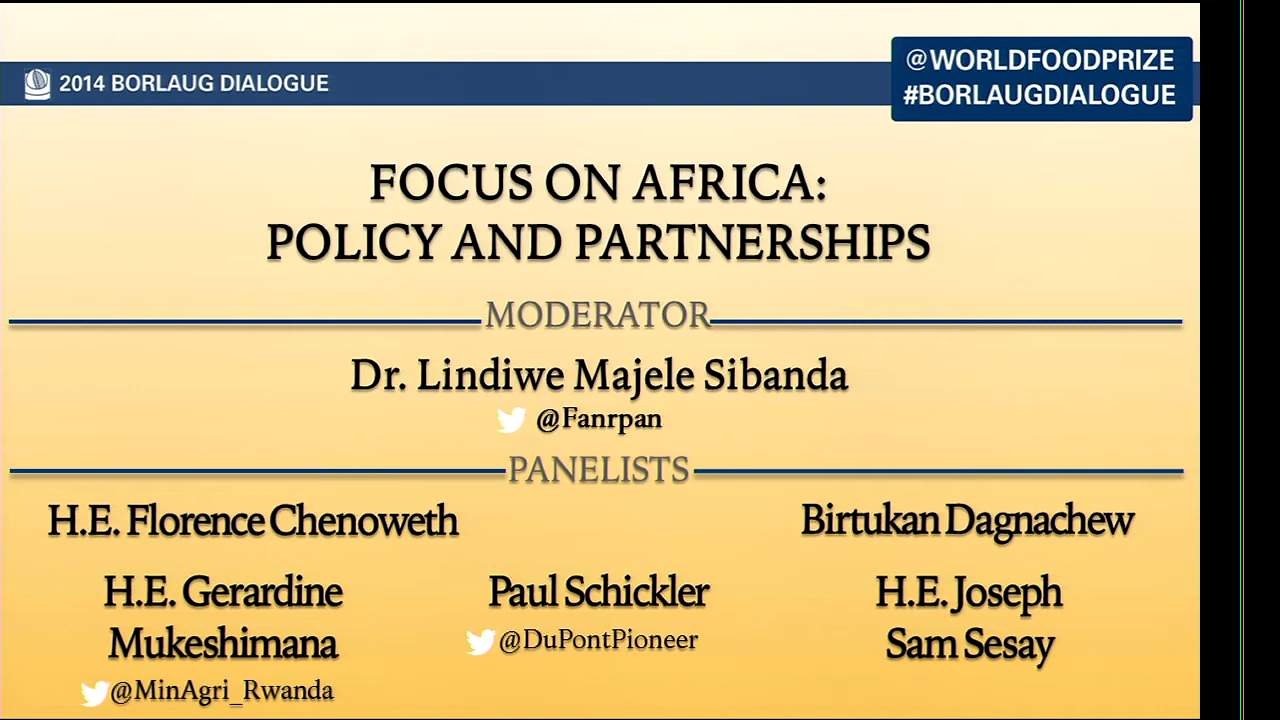 2014 BORLAUG DIALOGUE
@WORLDFOODPRIZE
#BORLAUGDIALOGUE
FOCUS ON AFRICA:
POLICY AND PARTNERSHIPS
MODERATOR
Dr. Lindiwe Majele Sibanda
@Fanrpan
PANELISTS
H.E. Florence Chenoweth
Birtukan Dagnachew
H.E. Gerardine
Mukeshimana
@MinAgri_Rwanda
Paul Schickler
@DuPontPioneer
H.E. Joseph
Sam Sesay